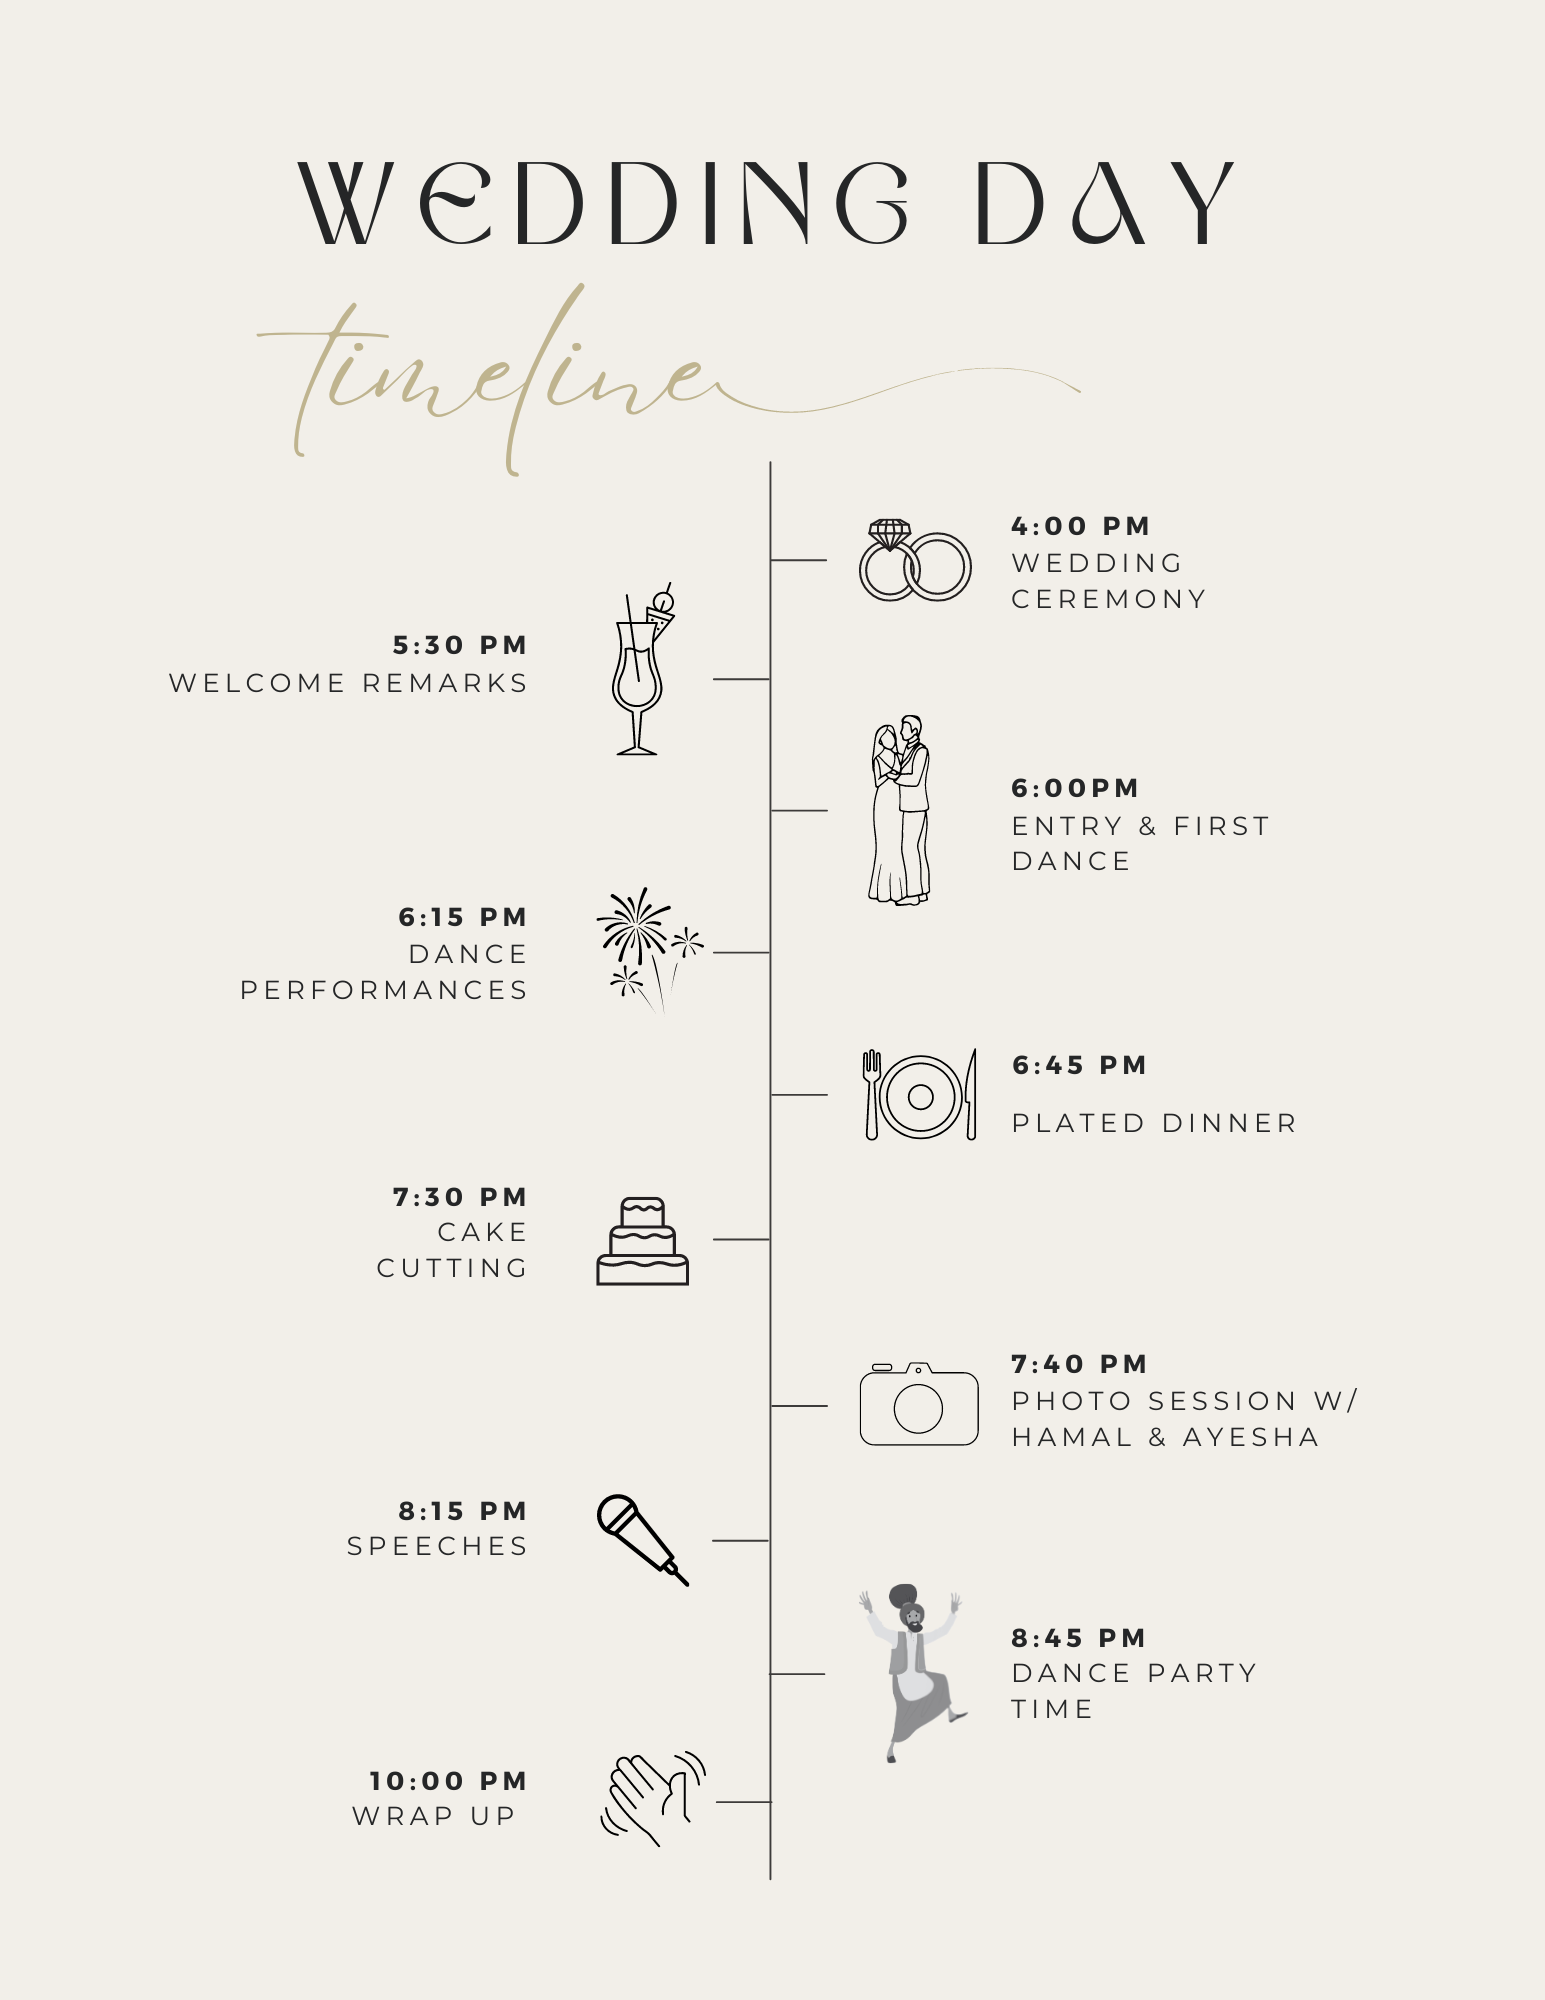 WEDDING DAY
timeline
4:00 PM
WEDDING
CEREMONY
5:30 PM
WELCOME REMARKS
6:00PM
ENTRY & FIRST
DANCE
6:15 PM
DANCE
PERFORMANCES
6:45 PM
PLATED DINNER
7:30 PM
CAKE
CUTTING
7:40 PM
PHOTO SESSION W/
HAMAL & AYESHA
8:15 PM
SPEECHES
8:45 PM
DANCE PARTY
TIME
10:00 PM
WRAP UP